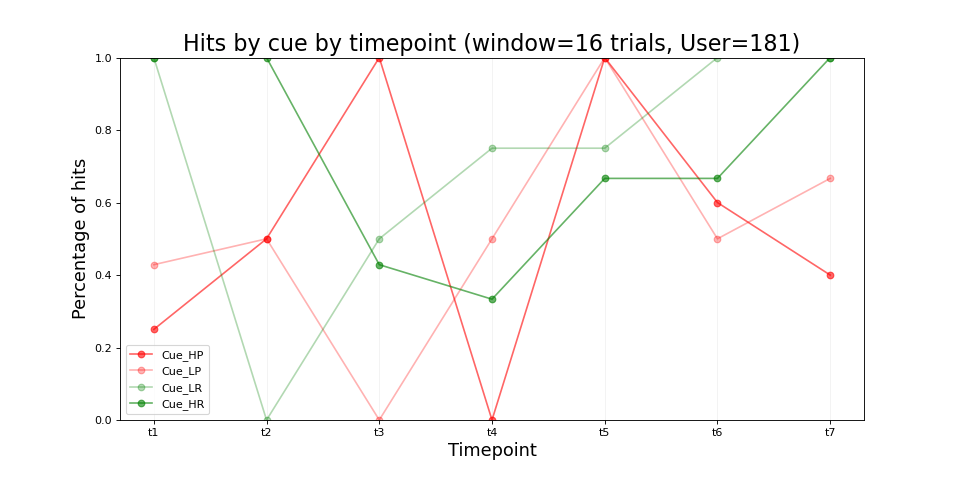 Hits by cue by timepoint (window=16 trials, User=181)
Percentage of hits
1.0
0.8
0.6
0.4
0.2
0.0
Cue_HP
Cue_LP
Cue_LR
Cue_HR
t1 t2 t3 t4 t5 t6 t7
Timepoint